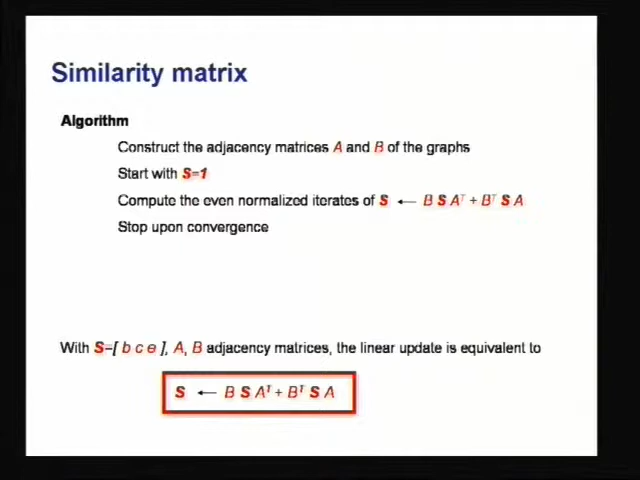 Similarity matrix
Algorithm
Construct the adjacency matrices A and B of the graphs
Start with S=1
Compute the even normalized iterates of S ← B S Aᵀ + Bᵀ S A
Stop upon convergence
With S=[ b c e ], A, B adjacency matrices, the linear update is equivalent to
S ← B S Aᵀ + Bᵀ S A